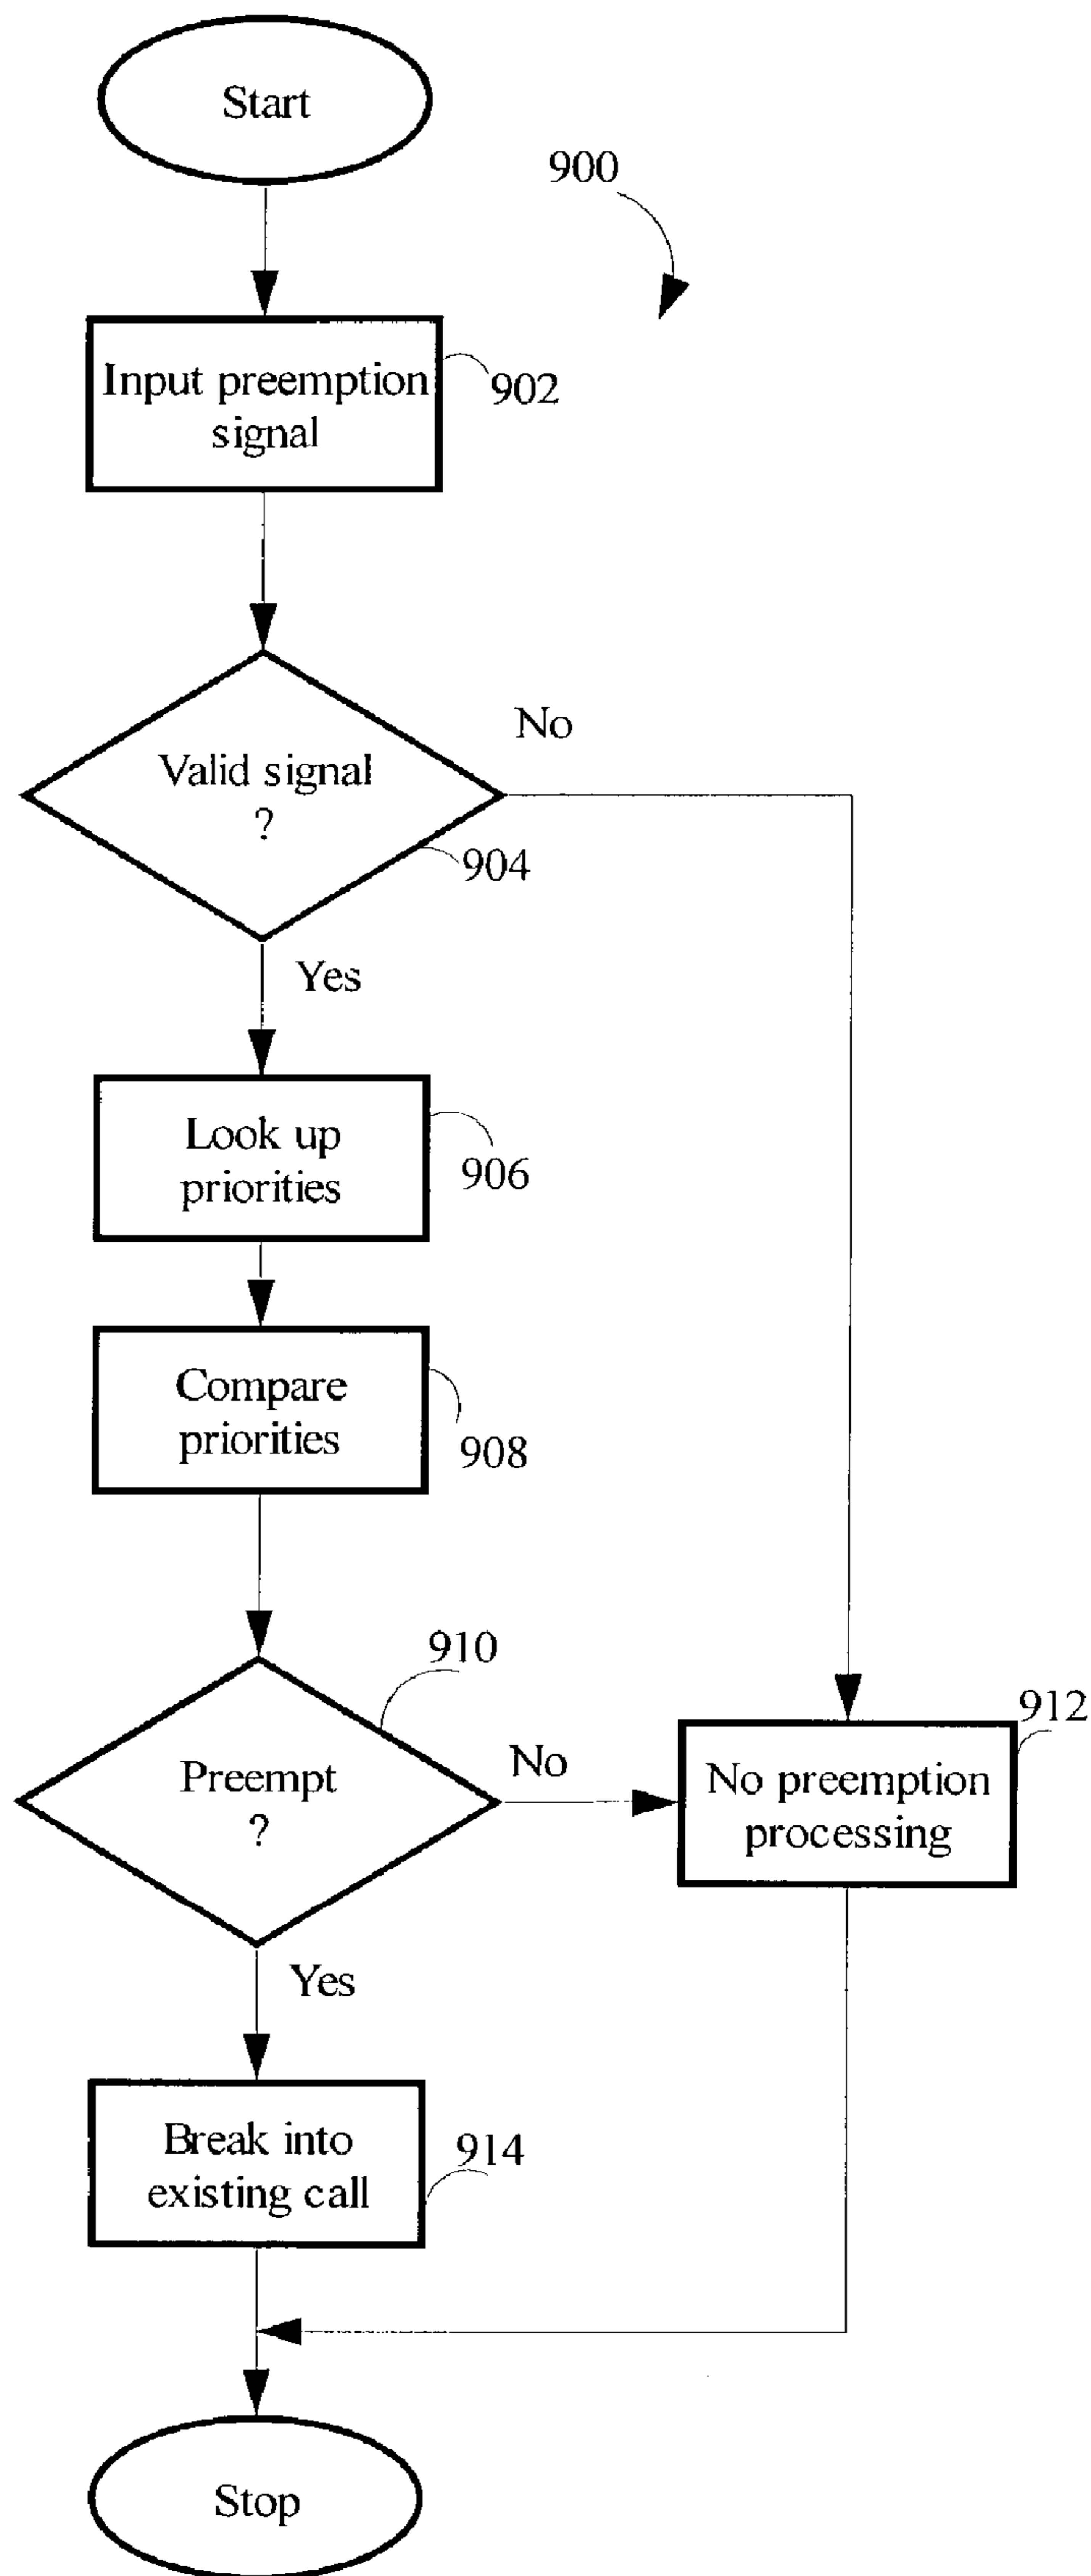 Start
900
Input preemption
signal
902
No
Valid signal
?
904
Yes
Look up
priorities
906
Compare
priorities
908
910
Preempt
?
No
912
No preemption
processing
Yes
Break into
existing call
914
Stop